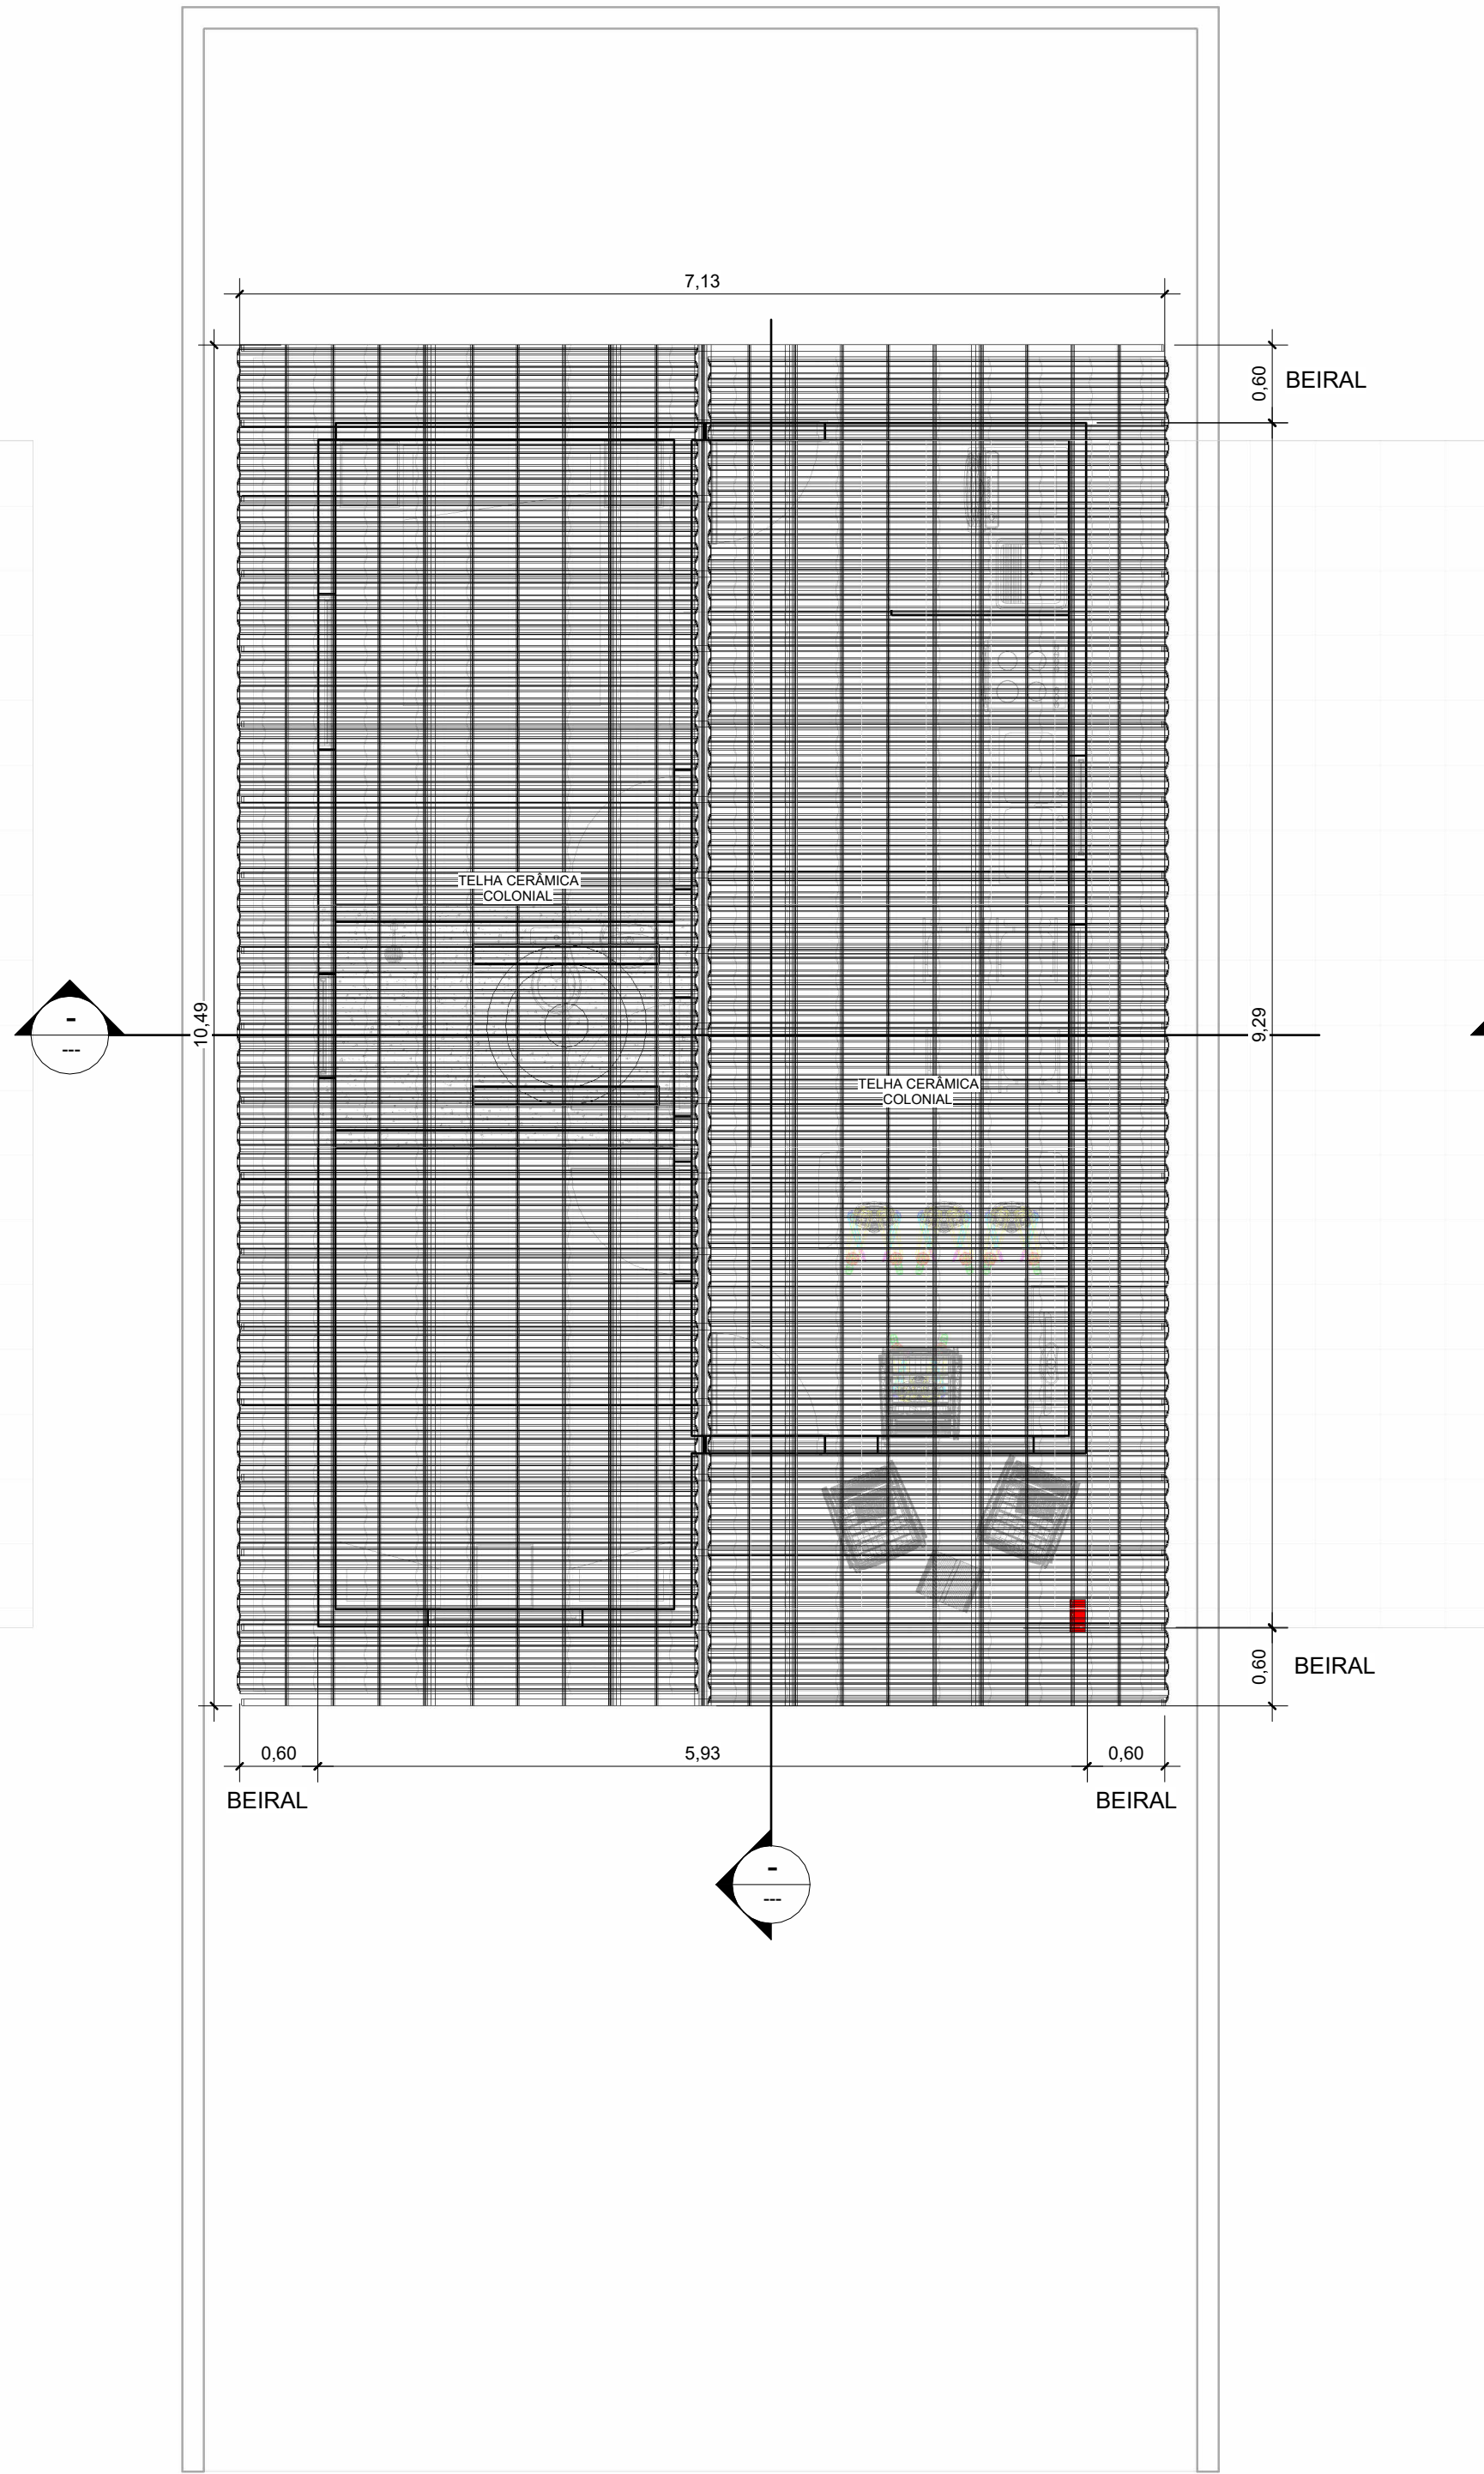 7,13
0,60
BEIRAL
TELHA CERÂMICA
COLONIAL
-
---
10,49
9,29
TELHA CERÂMICA
COLONIAL
0,60
BEIRAL
0,60
5,93
0,60
BEIRAL
BEIRAL
-
---